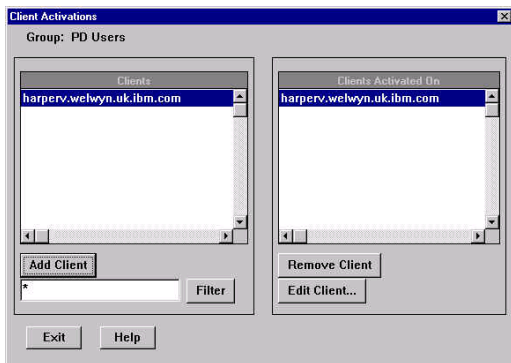 Client Activations
Group: PD Users
Clients
harperv.welwyn.uk.ibm.com
Add Client
*
Filter
Clients Activated On
harperv.welwyn.uk.ibm.com
Remove Client
Edit Client...
Exit
Help